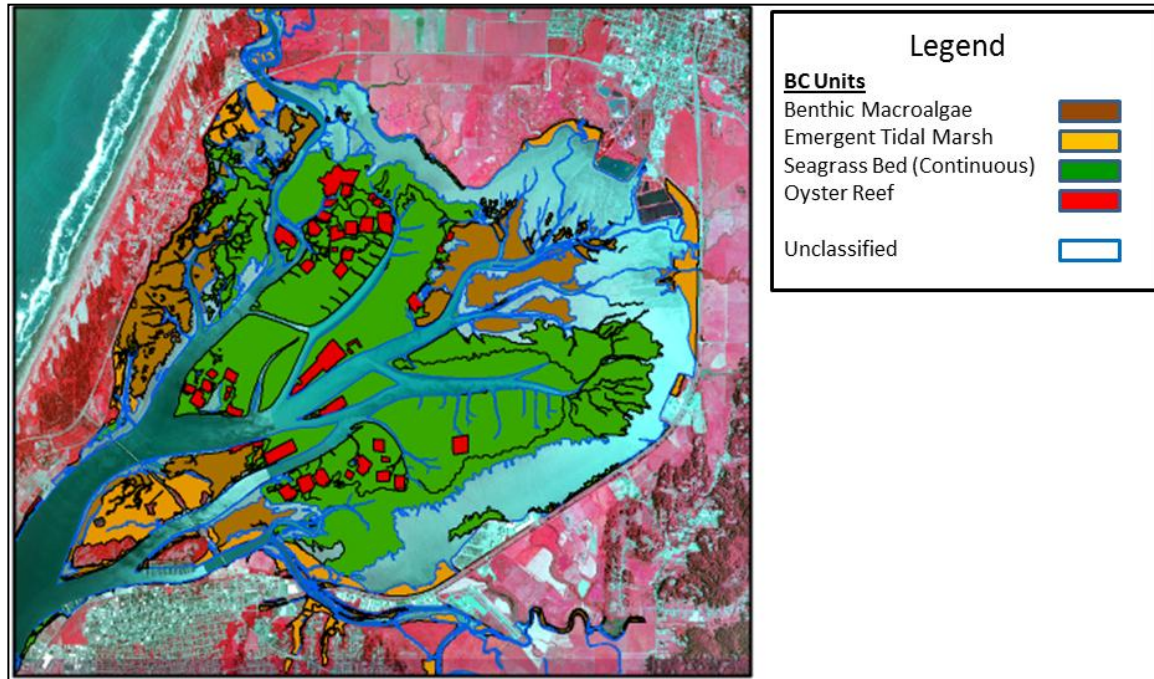 Legend
BC Units
Benthic Macroalgae
Emergent Tidal Marsh
Seagrass Bed (Continuous)
Oyster Reef
Unclassified